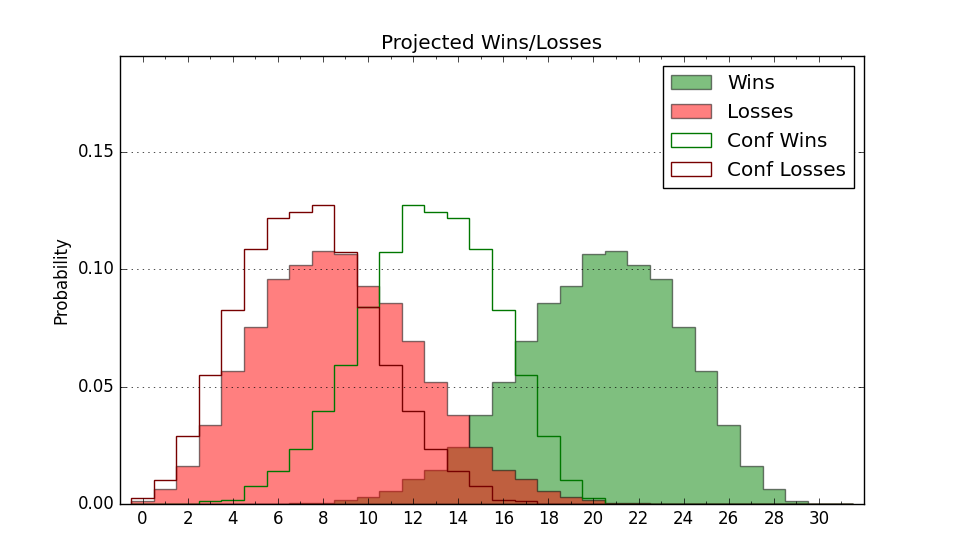 Projected Wins/Losses
Wins
Losses
Conf Wins
Conf Losses
Probability
0.15
0.10
0.05
0.00
0 2 4 6 8 10 12 14 16 18 20 22 24 26 28 30